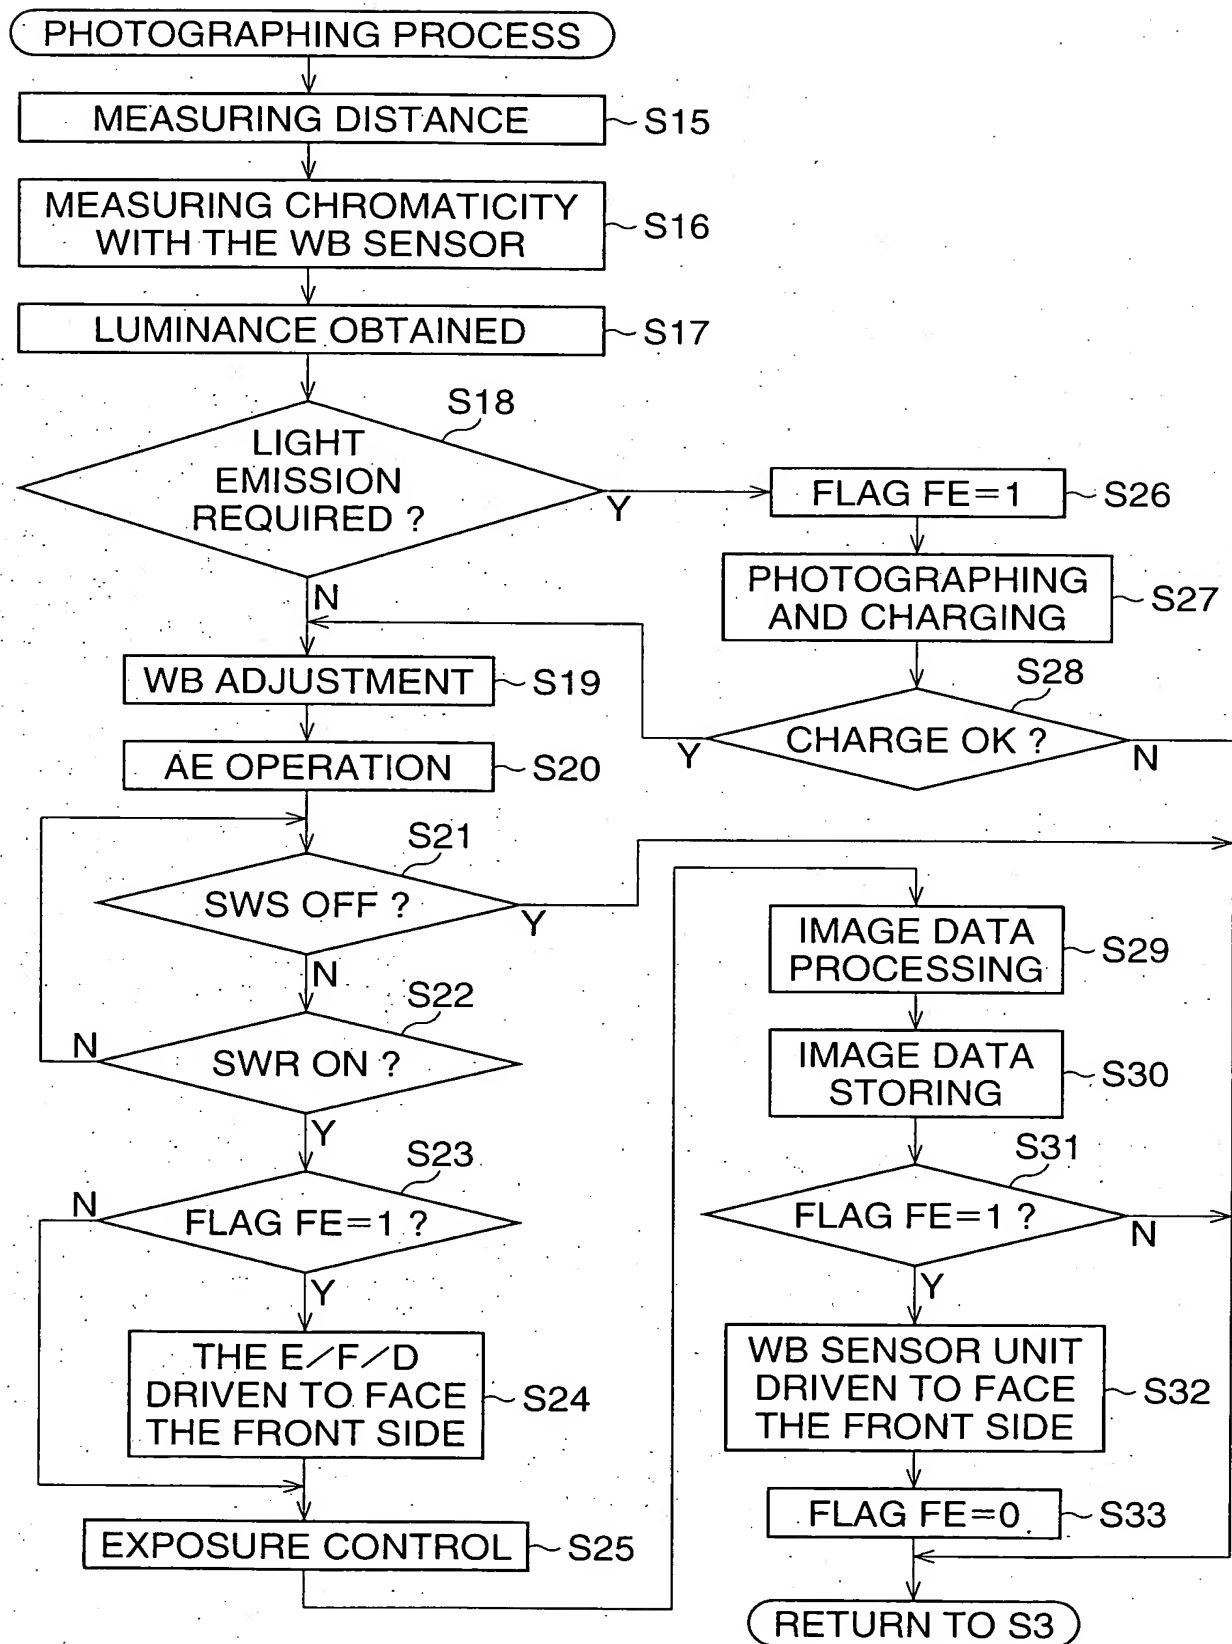 PHOTOGRAPHING PROCESS
MEASURING DISTANCE
S15
MEASURING CHROMATICITY
WITH THE WB SENSOR
S16
LUMINANCE OBTAINED
S17
S18
LIGHT
EMISSION
REQUIRED ?
Y
N
FLAG FE=1
S26
PHOTOGRAPHING
AND CHARGING
S27
S28
CHARGE OK ?
Y
N
WB ADJUSTMENT
S19
AE OPERATION
S20
S21
SWS OFF ?
Y
N
S22
SWR ON ?
N
Y
S23
FLAG FE=1 ?
N
Y
THE E/F/D
DRIVEN TO FACE
THE FRONT SIDE
S24
EXPOSURE CONTROL
S25
IMAGE DATA
PROCESSING
S29
IMAGE DATA
STORING
S30
S31
FLAG FE=1 ?
N
Y
WB SENSOR UNIT
DRIVEN TO FACE
THE FRONT SIDE
S32
FLAG FE=0
S33
RETURN TO S3